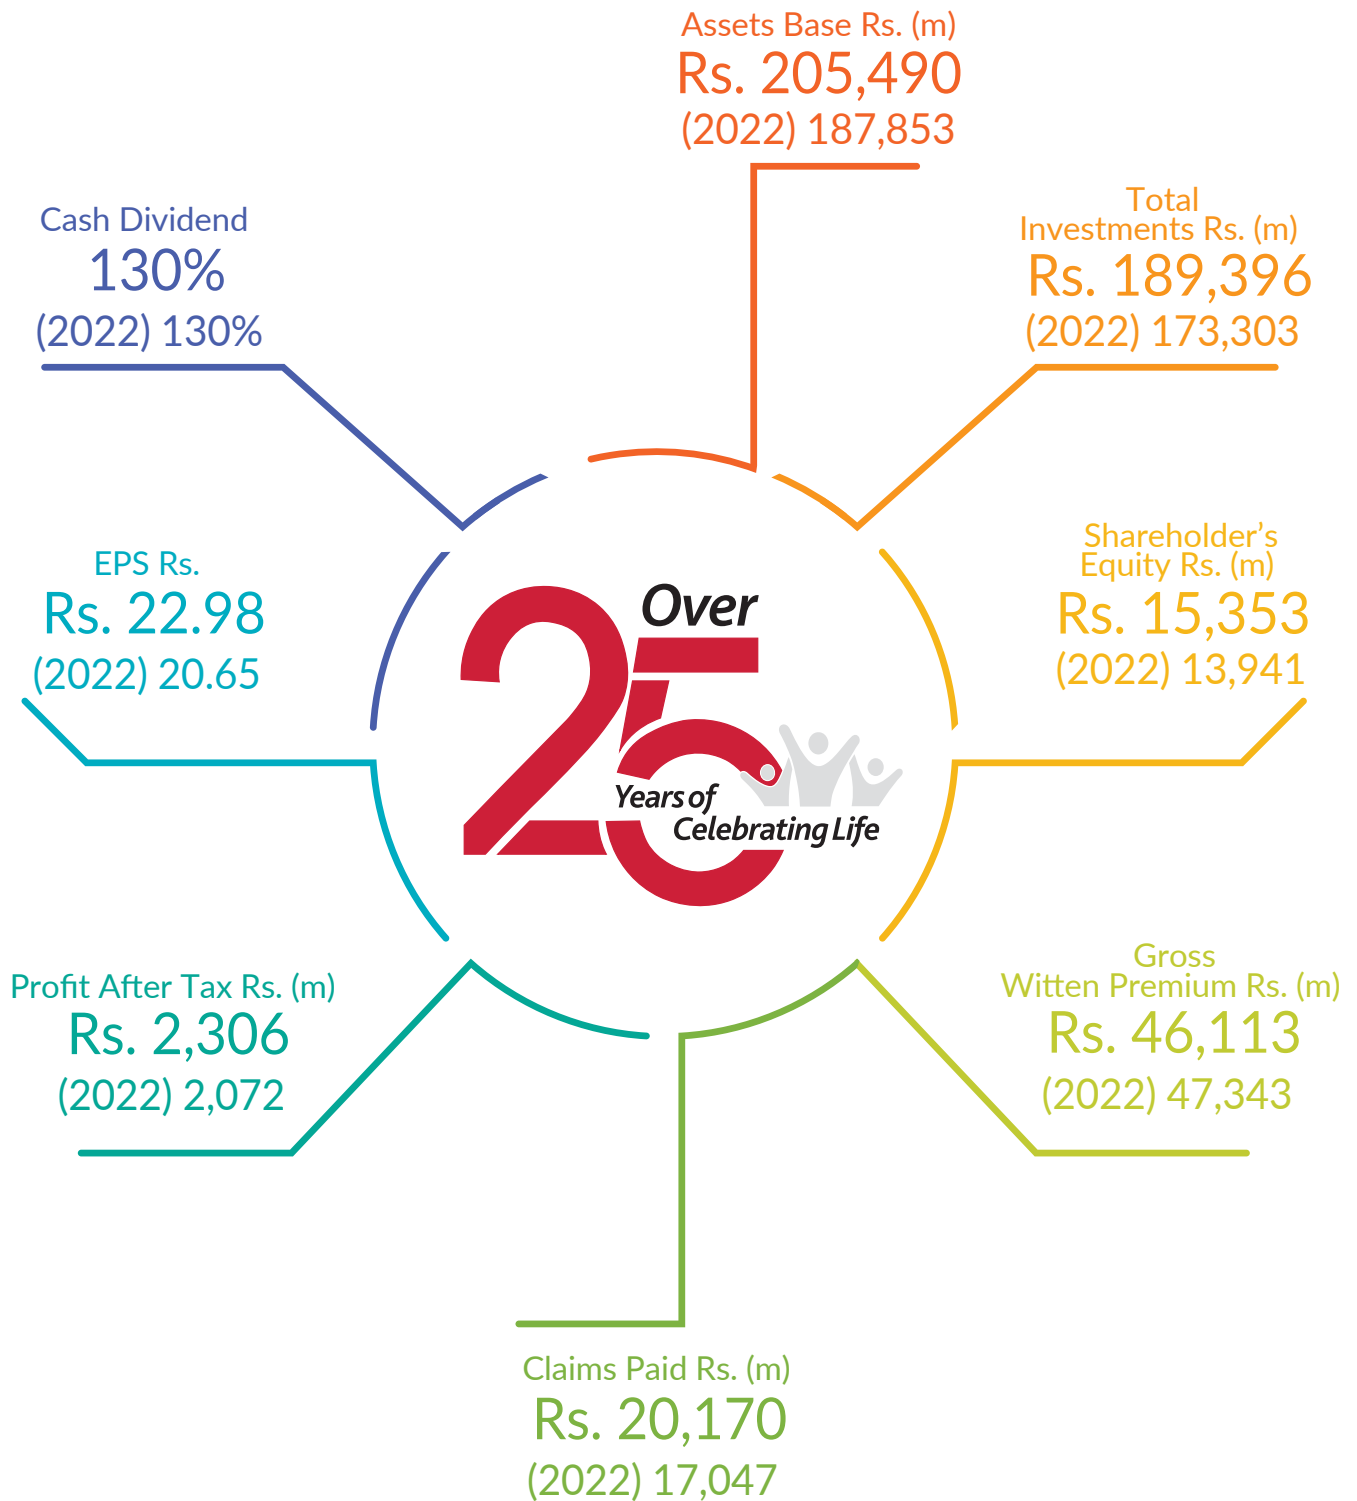 Assets Base Rs. (m)
Rs. 205,490
(2022) 187,853
Total
Investments Rs. (m)
Rs. 189,396
(2022) 173,303
Shareholder's
Equity Rs. (m)
Rs. 15,353
(2022) 13,941
Gross
Witten Premium Rs. (m)
Rs. 46,113
(2022) 47,343
Claims Paid Rs. (m)
Rs. 20,170
(2022) 17,047
Profit After Tax Rs. (m)
Rs. 2,306
(2022) 2,072
EPS Rs.
Rs. 22.98
(2022) 20.65
Cash Dividend
130%
(2022) 130%
Over
25
Years of
Celebrating Life